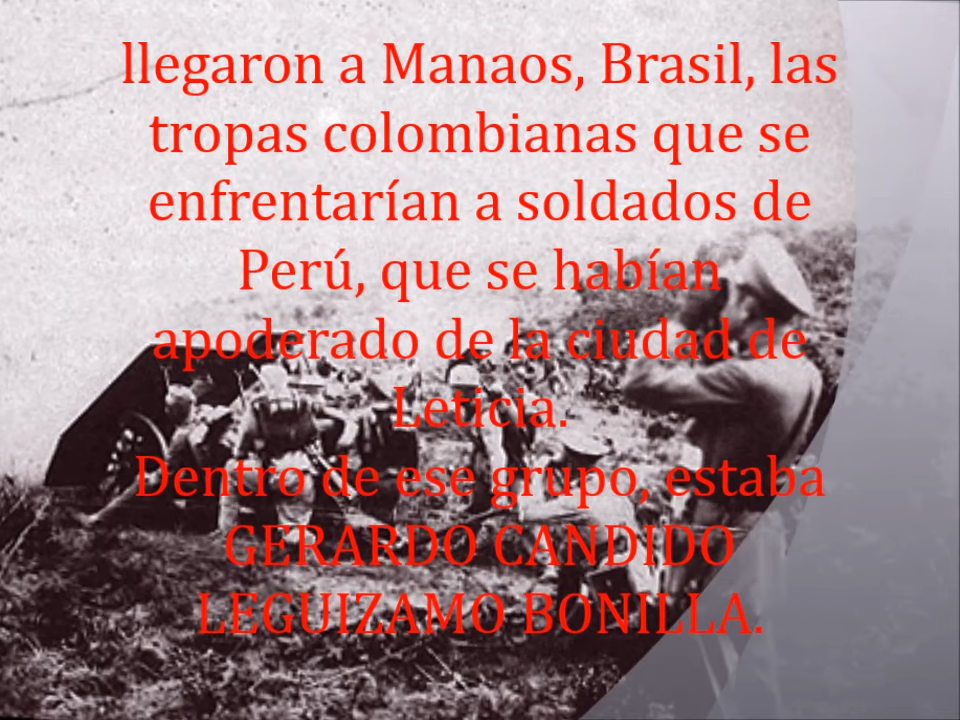 llegaron a Manaos, Brasil, las
tropas colombianas que se
enfrentarían a soldados de
Perú, que se habían
apoderado de la ciudad de
Leticia.
Dentro de ese grupo, estaba
GERARDO CANDIDO
LEGUIZAMO BONILLA.